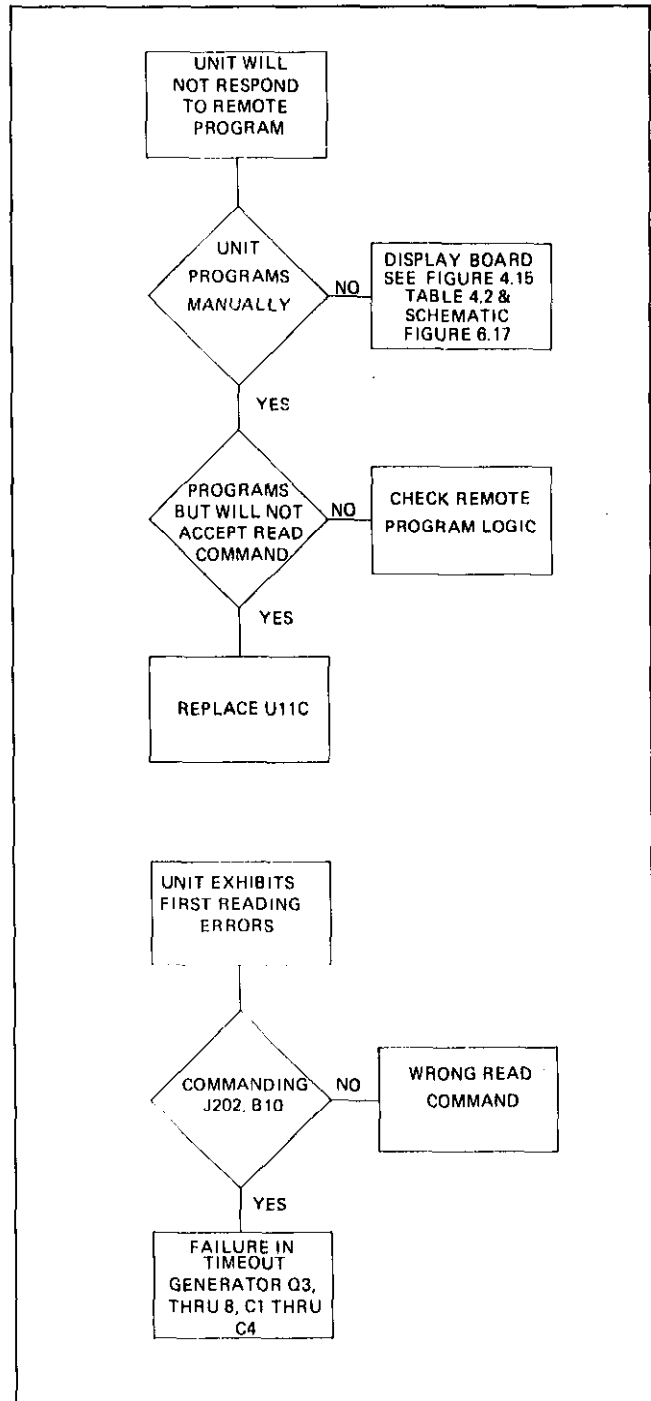 UNIT WILL
NOT RESPOND
TO REMOTE
PROGRAM
UNIT
PROGRAMS
MANUALLY
NO
DISPLAY BOARD
SEE FIGURE 4.15
TABLE 4.2 &
SCHEMATIC
FIGURE 6.17
YES
PROGRAMS
BUT WILL NOT
ACCEPT READ
COMMAND
NO
CHECK REMOTE
PROGRAM LOGIC
YES
REPLACE U11C
UNIT EXHIBITS
FIRST READING
ERRORS
COMMANDING
J202, B10
NO
WRONG READ
COMMAND
YES
FAILURE IN
TIMEOUT
GENERATOR Q3,
THRU 8, C1 THRU
C4